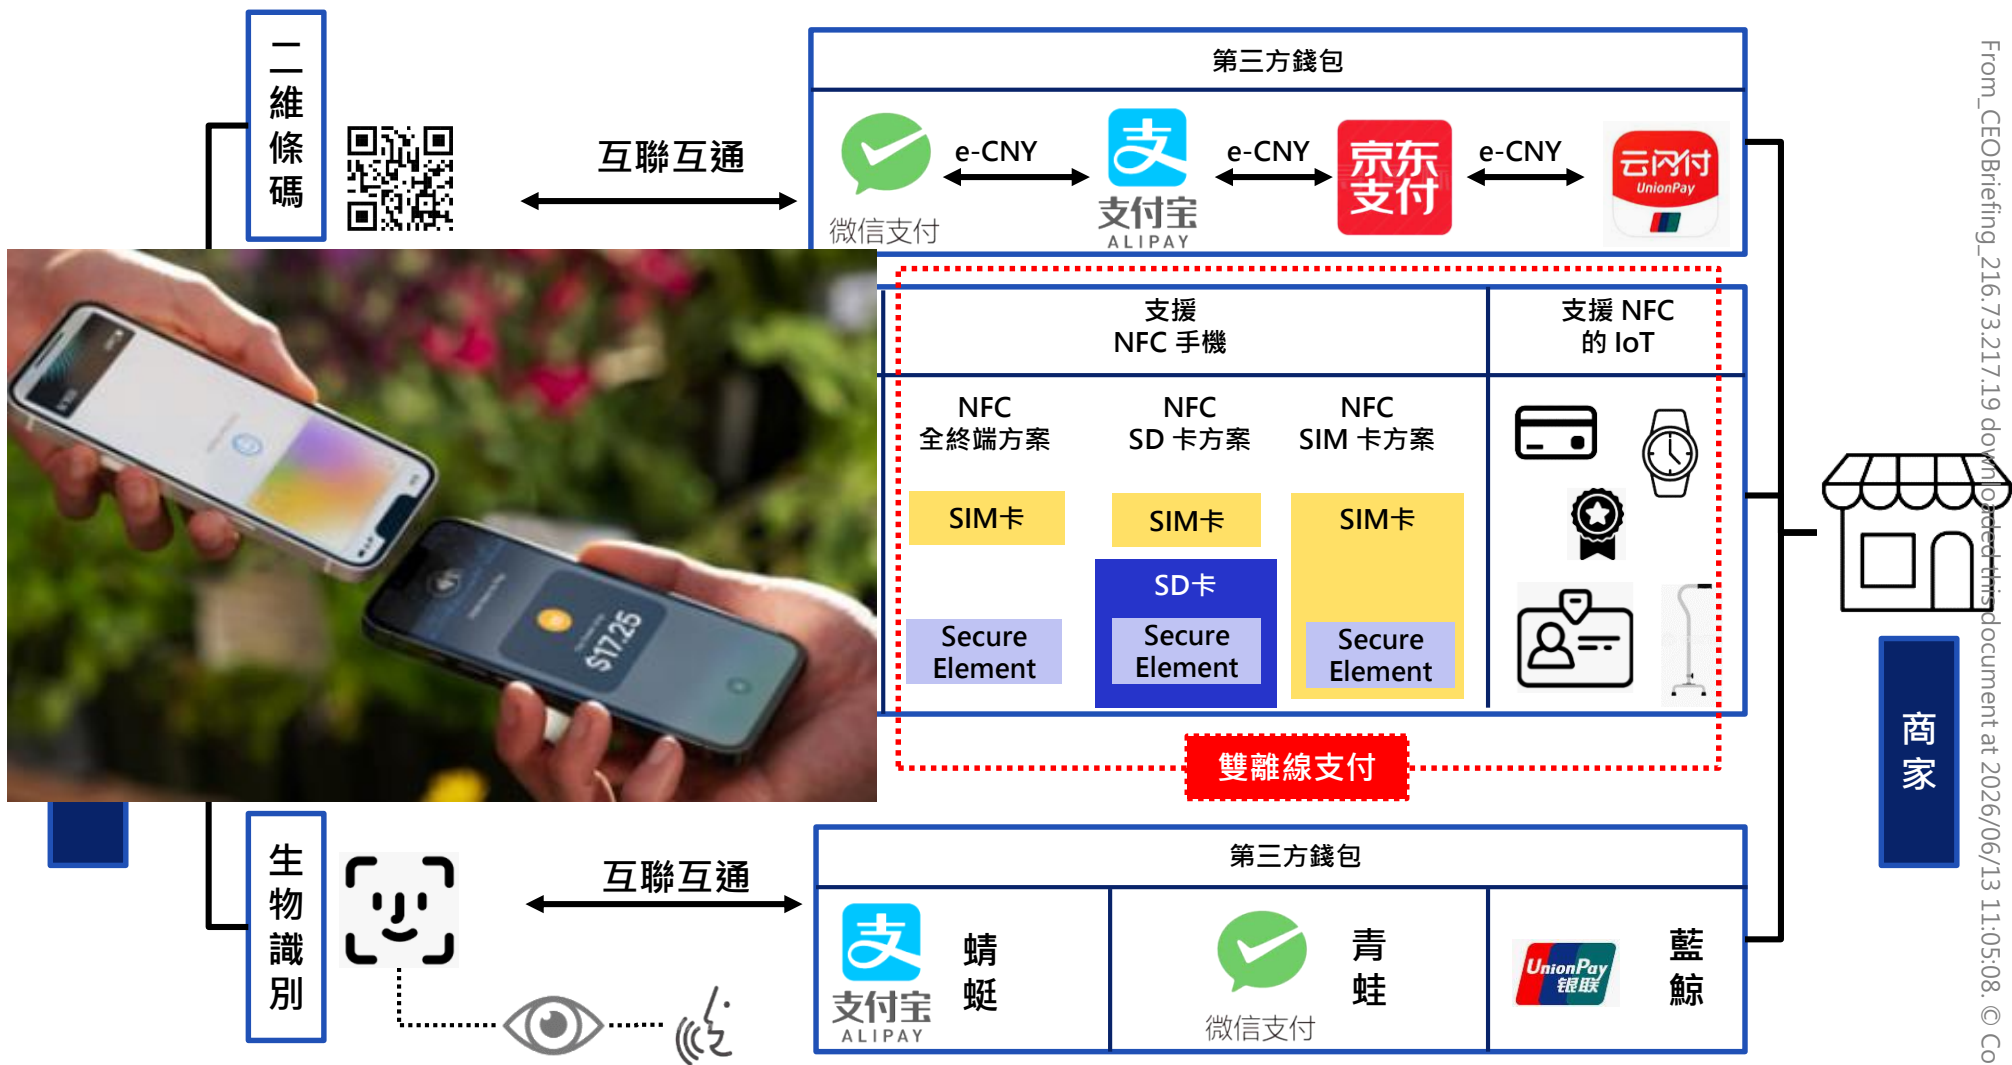 二維條碼
互聯互通
第三方錢包
e-CNY
e-CNY
e-CNY
微信支付
支
支付宝
ALIPAY
京东
支付
云闪付
UnionPay
支援
NFC 手機
支援 NFC
的 IoT
NFC
全終端方案
NFC
SD 卡方案
NFC
SIM 卡方案
SIM卡
SIM卡
SIM卡
SD卡
Secure
Element
Secure
Element
Secure
Element
$17.25
雙離線支付
商家
生物識別
互聯互通
第三方錢包
支
支付宝
ALIPAY
蜻蜓
微信支付
青蛙
UnionPay
银联
藍鯨
From_CEOBriefing_216.73.217.19 downloaded this document at 2026/06/13 11:05:08. © Co